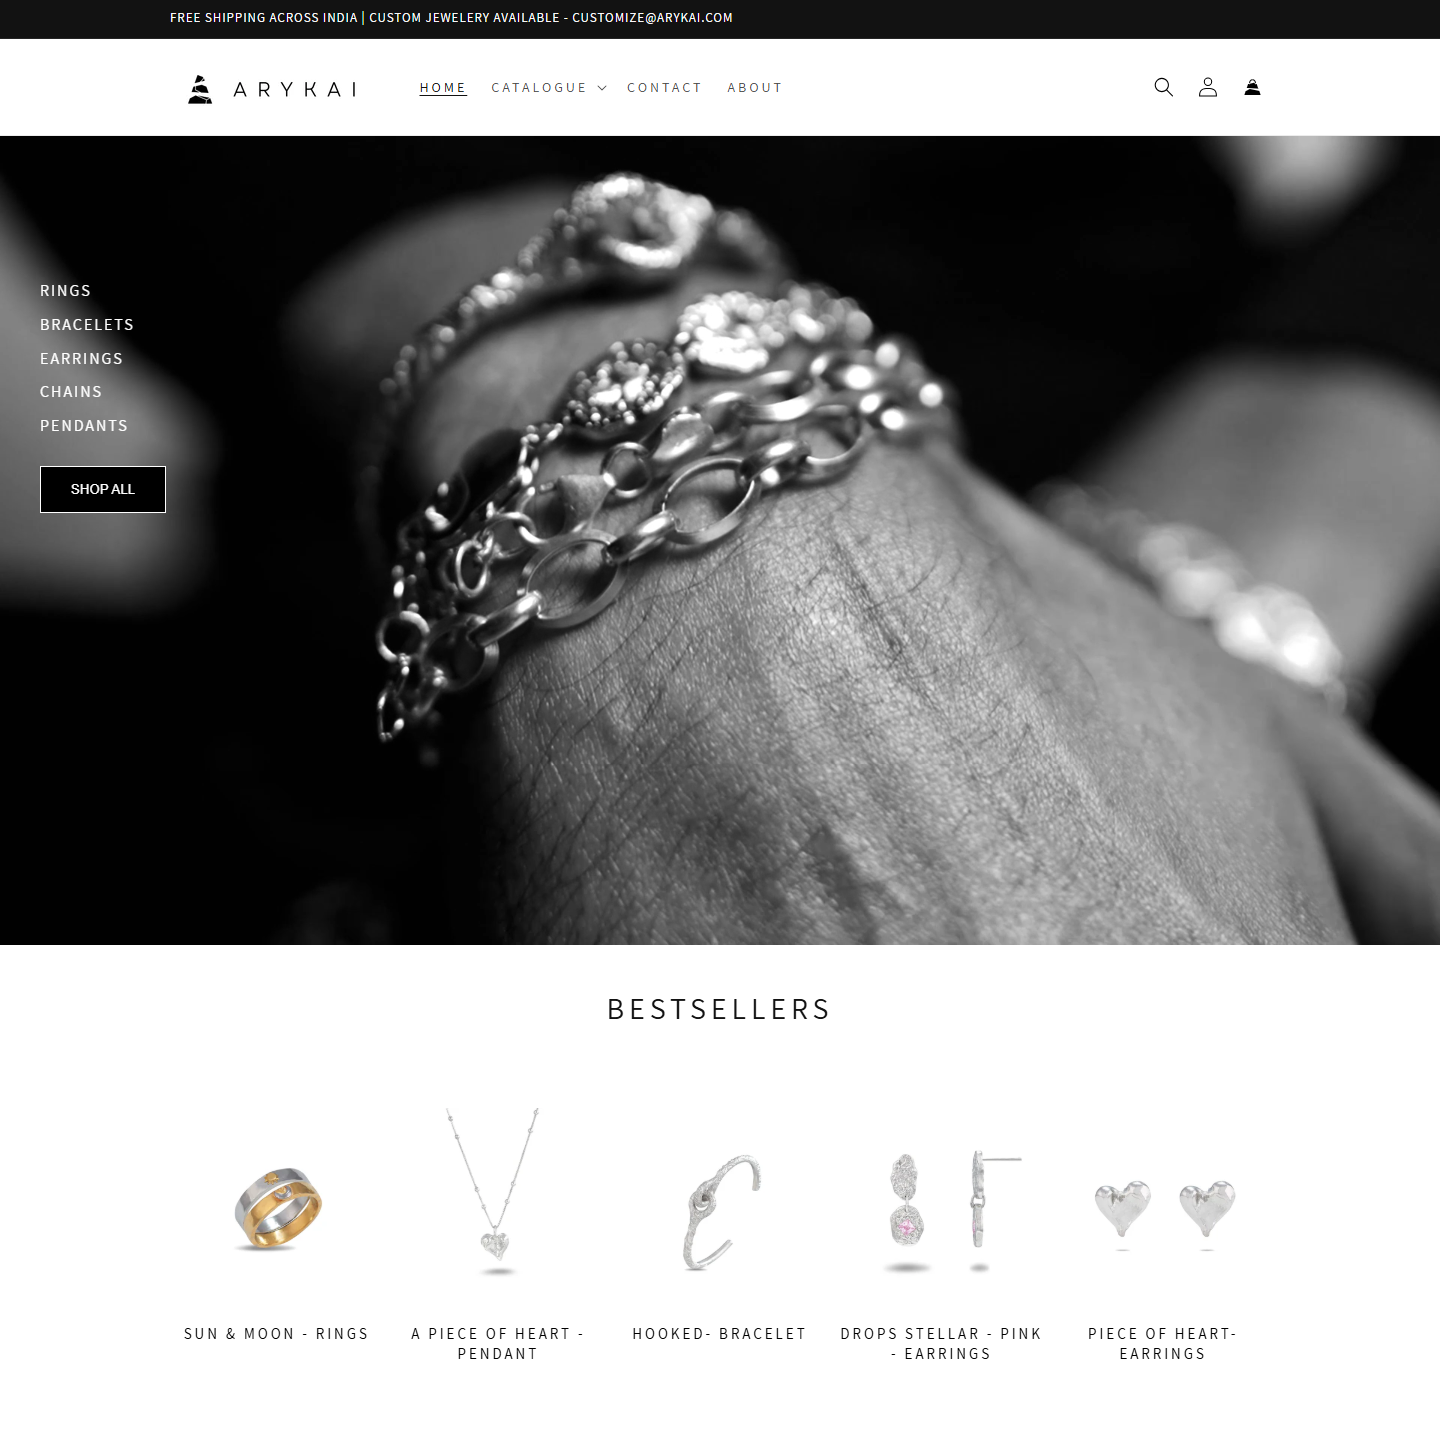 FREE SHIPPING ACROSS INDIA | CUSTOM JEWELERY AVAILABLE - CUSTOMIZE@ARYKAI.COM
ARYKAI
HOME CATALOGUE CONTACT ABOUT
RINGS
BRACELETS
EARRINGS
CHAINS
PENDANTS
SHOP ALL
BESTSELLERS
SUN & MOON - RINGS
A PIECE OF HEART -
PENDANT
HOOKED- BRACELET
DROPS STELLAR - PINK
- EARRINGS
PIECE OF HEART-
EARRINGS